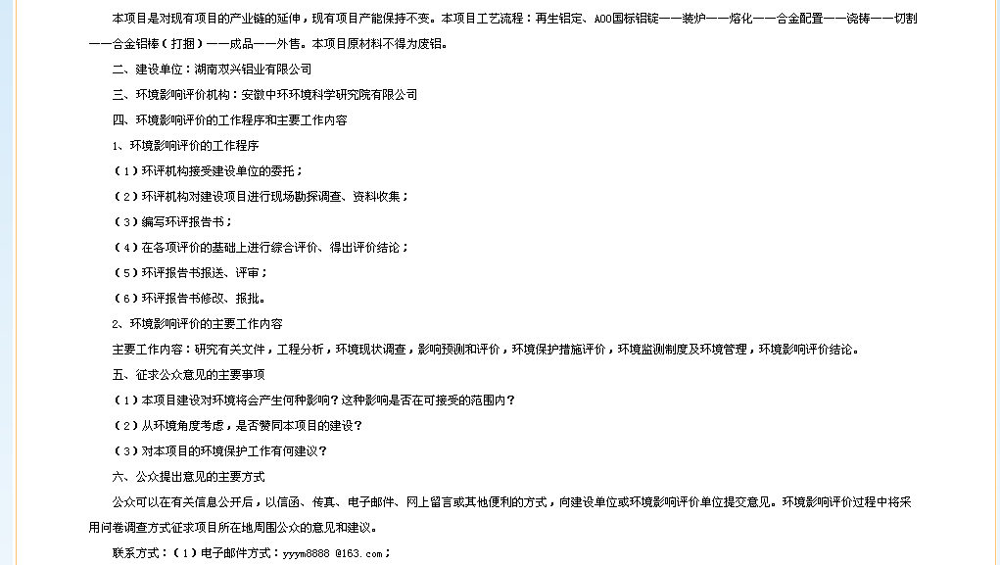 本项目是对现有项目的产业链的延伸，现有项目产能保持不变。本项目工艺流程：再生铝定、A00国标铝锭——装炉——熔化——合金配置——浇铸——切割
——合金铝棒（打捆）——成品——外售。本项目原材料不得为废铝。
二、建设单位：湖南双兴铝业有限公司
三、环境影响评价机构：安徽中环环境科学研究院有限公司
四、环境影响评价的工作程序和主要工作内容
1、环境影响评价的工作程序
（1）环评机构接受建设单位的委托；
（2）环评机构对建设项目进行现场勘探调查、资料收集；
（3）编写环评报告书；
（4）在各项评价的基础上进行综合评价、得出评价结论；
（5）环评报告书报送、评审；
（6）环评报告书修改、报批。
2、环境影响评价的主要工作内容
主要工作内容：研究有关文件，工程分析，环境现状调查，影响预测和评价，环境保护措施评价，环境监测制度及环境管理，环境影响评价结论。
五、征求公众意见的主要事项
（1）本项目建设对环境将会产生何种影响？这种影响是否在可接受的范围内？
（2）从环境角度考虑，是否赞同本项目的建设？
（3）对本项目的环境保护工作有何建议？
六、公众提出意见的主要方式
公众可以在有关信息公开后，以信函、传真、电子邮件、网上留言或其他便利的方式，向建设单位或环境影响评价单位提交意见。环境影响评价过程中将采
用问卷调查方式征求项目所在地周围公众的意见和建议。
联系方式：（1）电子邮件方式：yyym8888 @163.com；